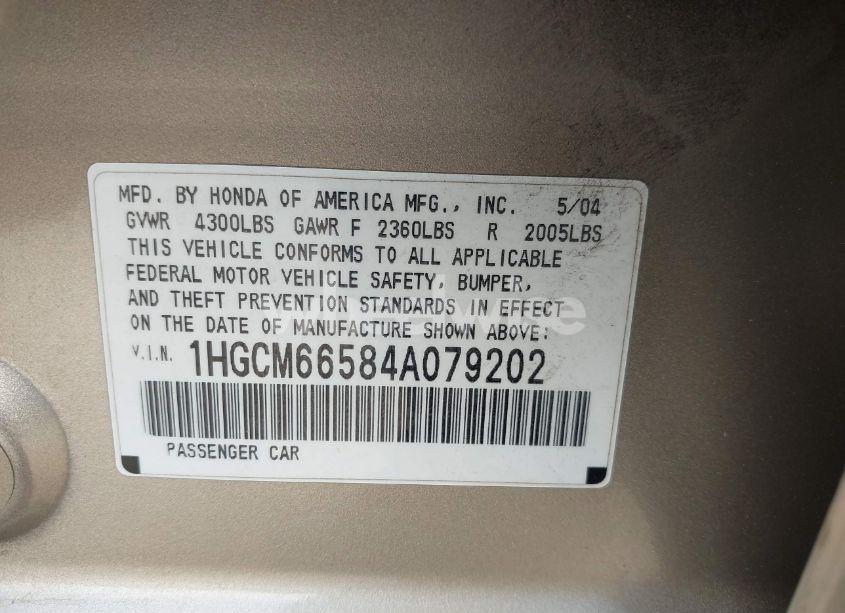 MFD. BY HONDA OF AMERICA MFG., INC. 5/04
GVWR 4300LBS GAWR F 2360LBS R 2005LBS
THIS VEHICLE CONFORMS TO ALL APPLICABLE
FEDERAL MOTOR VEHICLE SAFETY, BUMPER,
AND THEFT PREVENTION STANDARDS IN EFFECT
ON THE DATE OF MANUFACTURE SHOWN ABOVE:
V.I.N. 1HGCM66584A079202
PASSENGER CAR